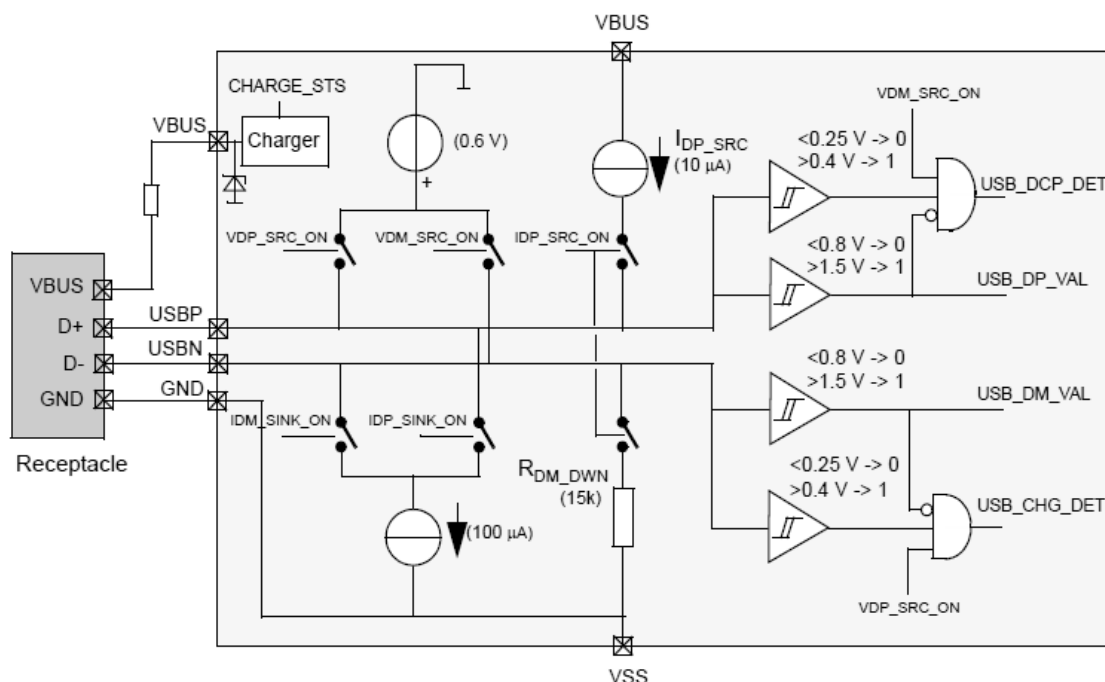 VBUS
CHARGE_STS
VBUS
Charger
(0.6 V)
+
I_DP_SRC
(10 µA)
VDM_SRC_ON
<0.25 V -> 0
>0.4 V -> 1
USB_DCP_DET
VDP_SRC_ON
VDM_SRC_ON
IDP_SRC_ON
<0.8 V -> 0
>1.5 V -> 1
USB_DP_VAL
VBUS
D+
D-
GND
USBP
USBN
GND
Receptacle
IDM_SINK_ON
IDP_SINK_ON
(100 µA)
R_DM_DWN
(15k)
<0.8 V -> 0
>1.5 V -> 1
USB_DM_VAL
<0.25 V -> 0
>0.4 V -> 1
USB_CHG_DET
VDP_SRC_ON
VSS